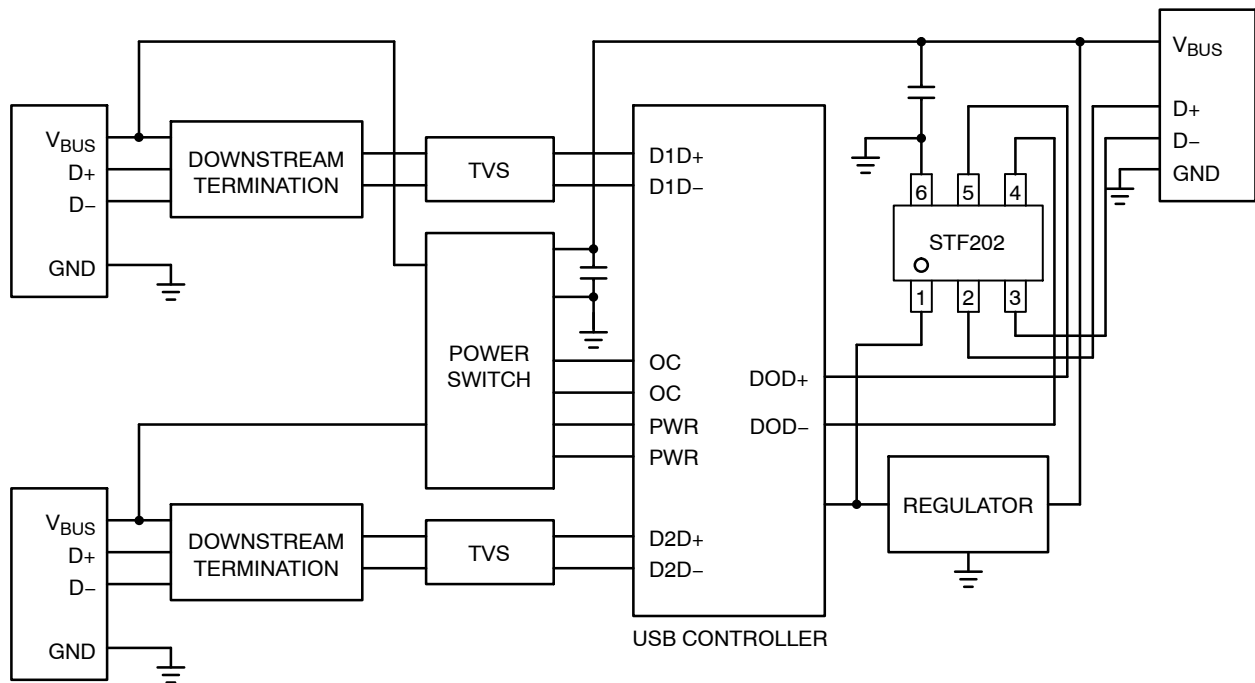 VBUS
D+
D−
GND
DOWNSTREAM
TERMINATION
TVS
D1D+
D1D−
POWER
SWITCH
OC
OC
PWR
PWR
DOD+
DOD−
VBUS
D+
D−
GND
6
5
4
STF202
1
2
3
REGULATOR
VBUS
D+
D−
GND
DOWNSTREAM
TERMINATION
TVS
D2D+
D2D−
USB CONTROLLER